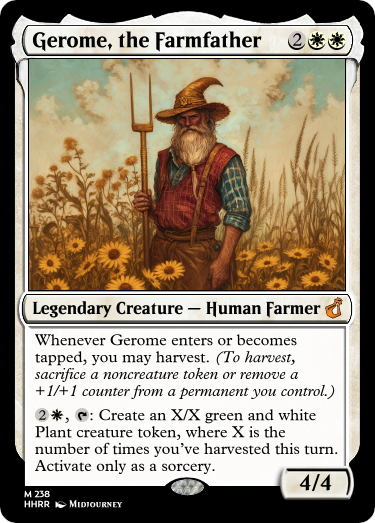 Gerome, the Farmfather 2
Legendary Creature — Human Farmer
Whenever Gerome enters or becomes
tapped, you may harvest. (To harvest,
sacrifice a noncreature token or remove a
+1/+1 counter from a permanent you control.)
2, : Create an X/X green and white
Plant creature token, where X is the
number of times you've harvested this turn.
Activate only as a sorcery.
4/4
M 238
HHRR Midjourney